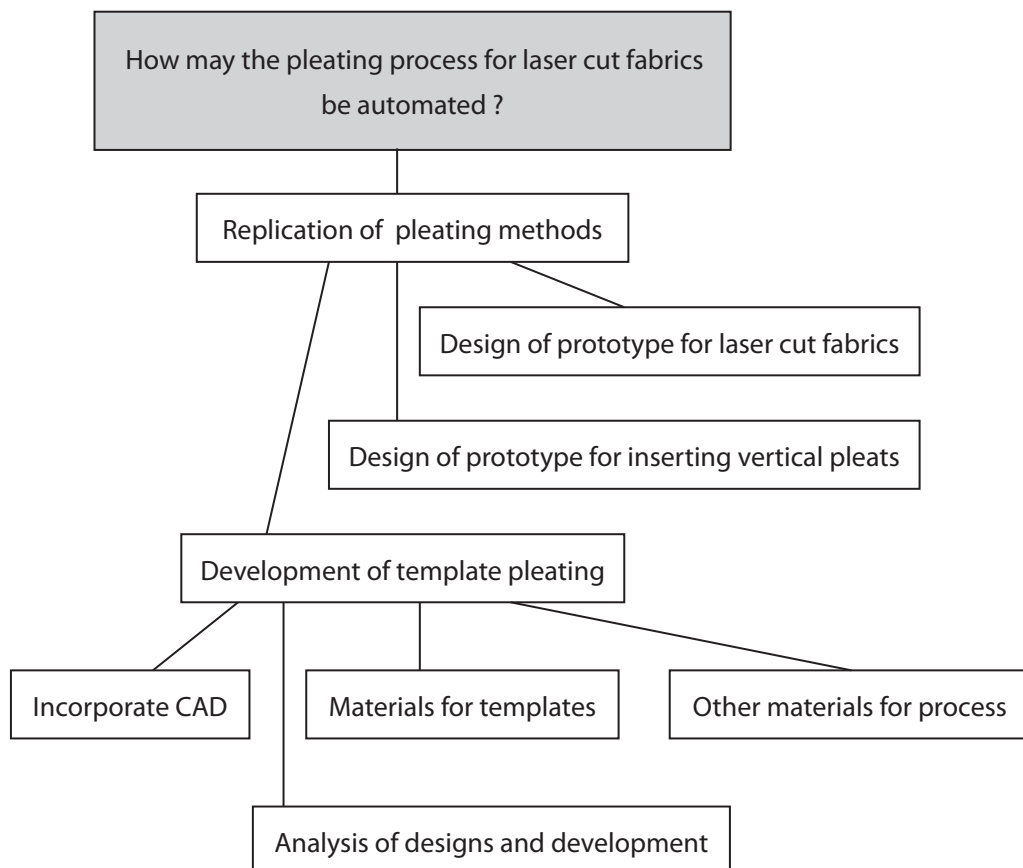 How may the pleating process for laser cut fabrics
be automated ?
Replication of pleating methods
Design of prototype for laser cut fabrics
Design of prototype for inserting vertical pleats
Development of template pleating
Incorporate CAD
Materials for templates
Other materials for process
Analysis of designs and development